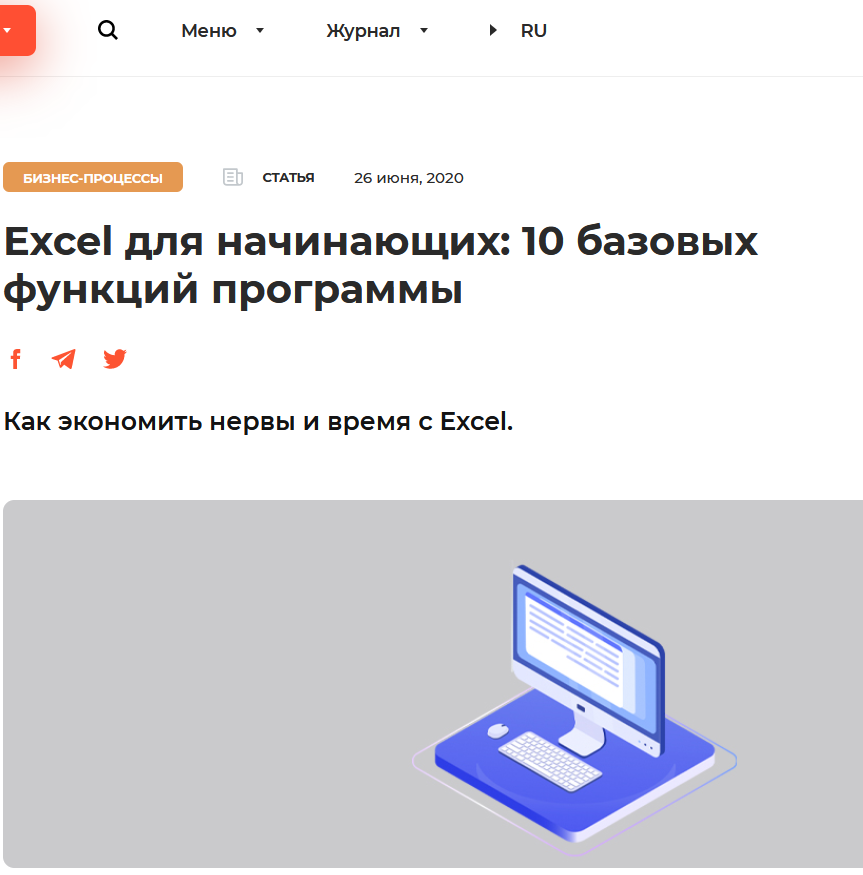 Меню
Журнал
RU
БИЗНЕС-ПРОЦЕССЫ
СТАТЬЯ
26 июня, 2020
Excel для начинающих: 10 базовых
функций программы
Как экономить нервы и время с Excel.